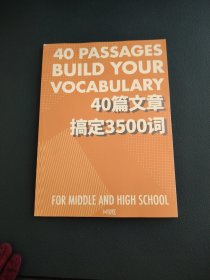 40 PASSAGES
BUILD YOUR
VOCABULARY
40篇文章
搞定3500词
FOR MIDDLE AND HIGH SCHOOL